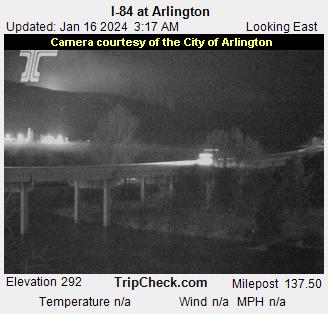 I-84 at Arlington
Updated: Jan 16 2024 3:17 AM Looking East
Camera courtesy of the City of Arlington
Elevation 292 TripCheck.com Milepost 137.50
Temperature n/a Wind n/a MPH n/a